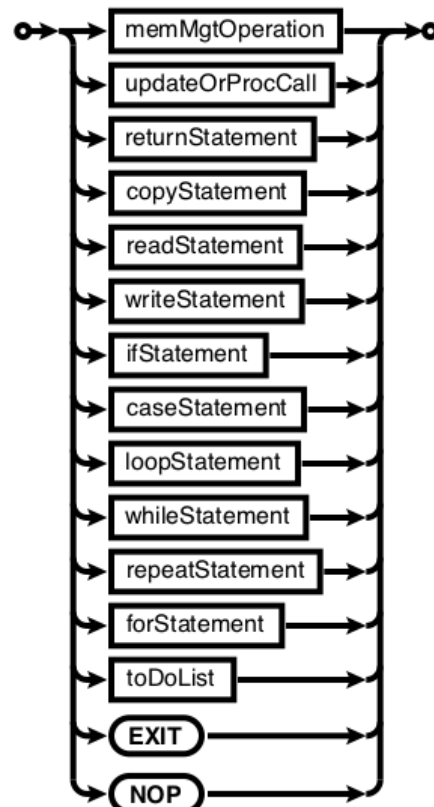 memMgtOperation
updateOrProcCall
returnStatement
copyStatement
readStatement
writeStatement
ifStatement
caseStatement
loopStatement
whileStatement
repeatStatement
forStatement
toDoList
EXIT
NOP